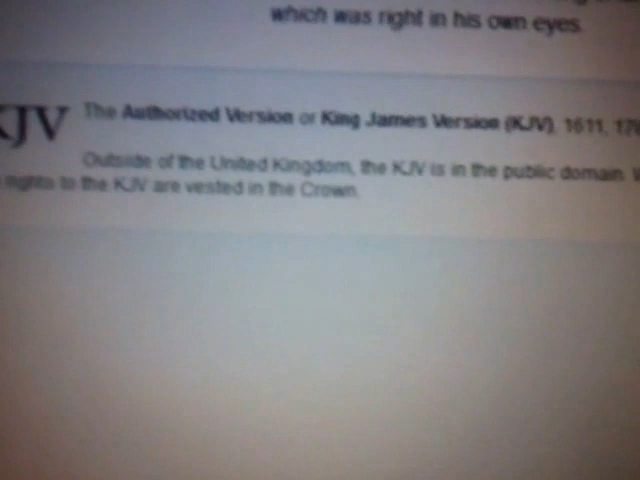 which was right in his own eyes.
KJV The Authorized Version or King James Version (KJV), 1611,
Outside of the United Kingdom, the KJV is in the public domain.
rights to the KJV are vested in the Crown.